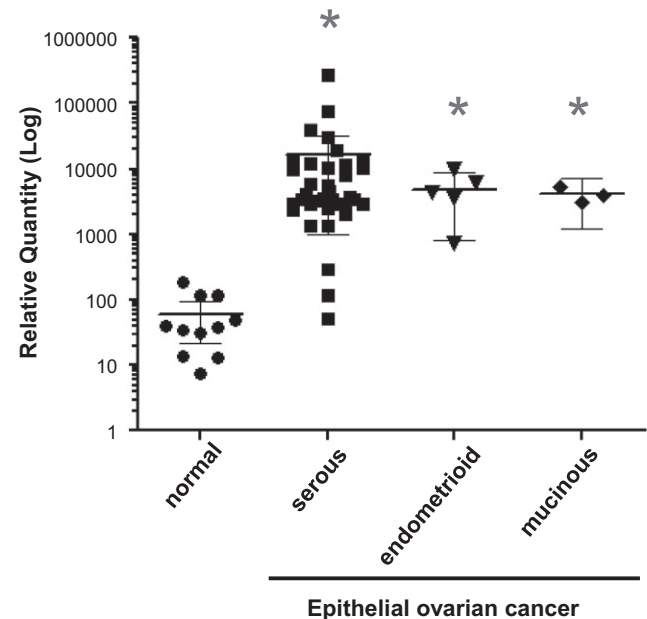 *
1000000
100000
* *
10000
1000
100
10
1
Relative Quantity (Log)
normal
serous
endometrioid
mucinous
Epithelial ovarian cancer